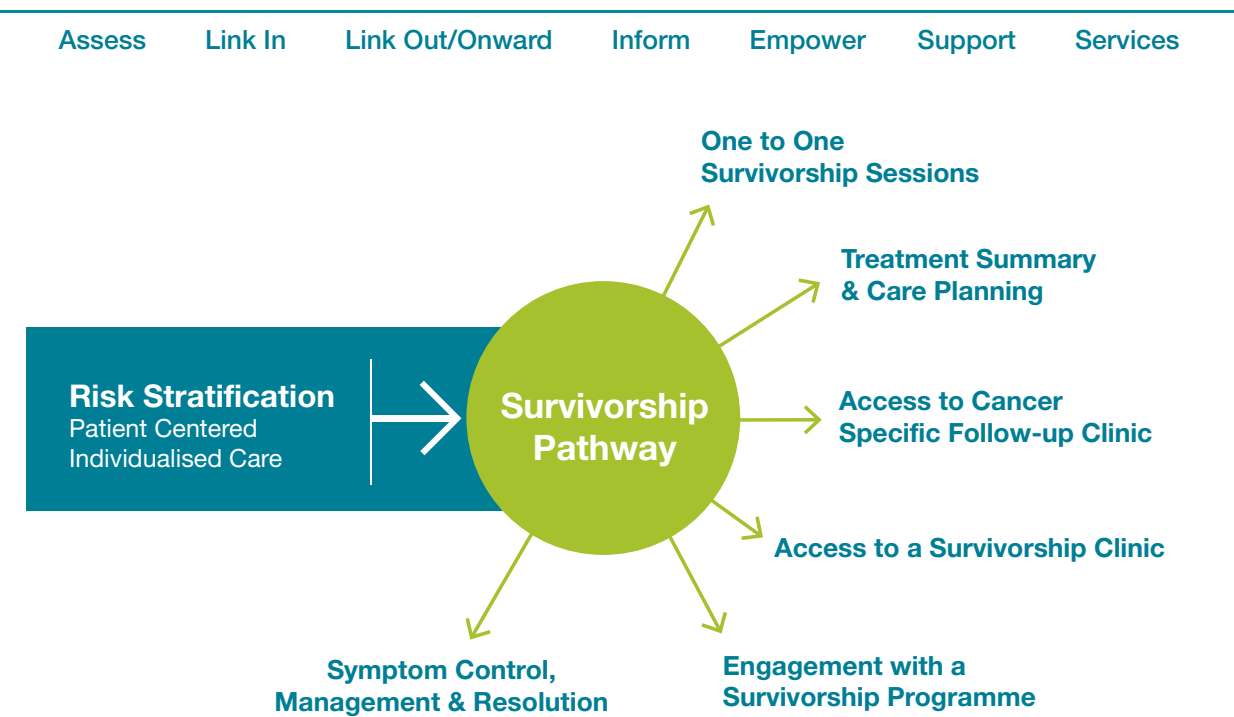 Assess Link In Link Out/Onward Inform Empower Support Services
One to One
Survivorship Sessions
Treatment Summary
& Care Planning
Risk Stratification
Patient Centered
Individualised Care
Survivorship
Pathway
Access to Cancer
Specific Follow-up Clinic
Access to a Survivorship Clinic
Symptom Control,
Management & Resolution
Engagement with a
Survivorship Programme